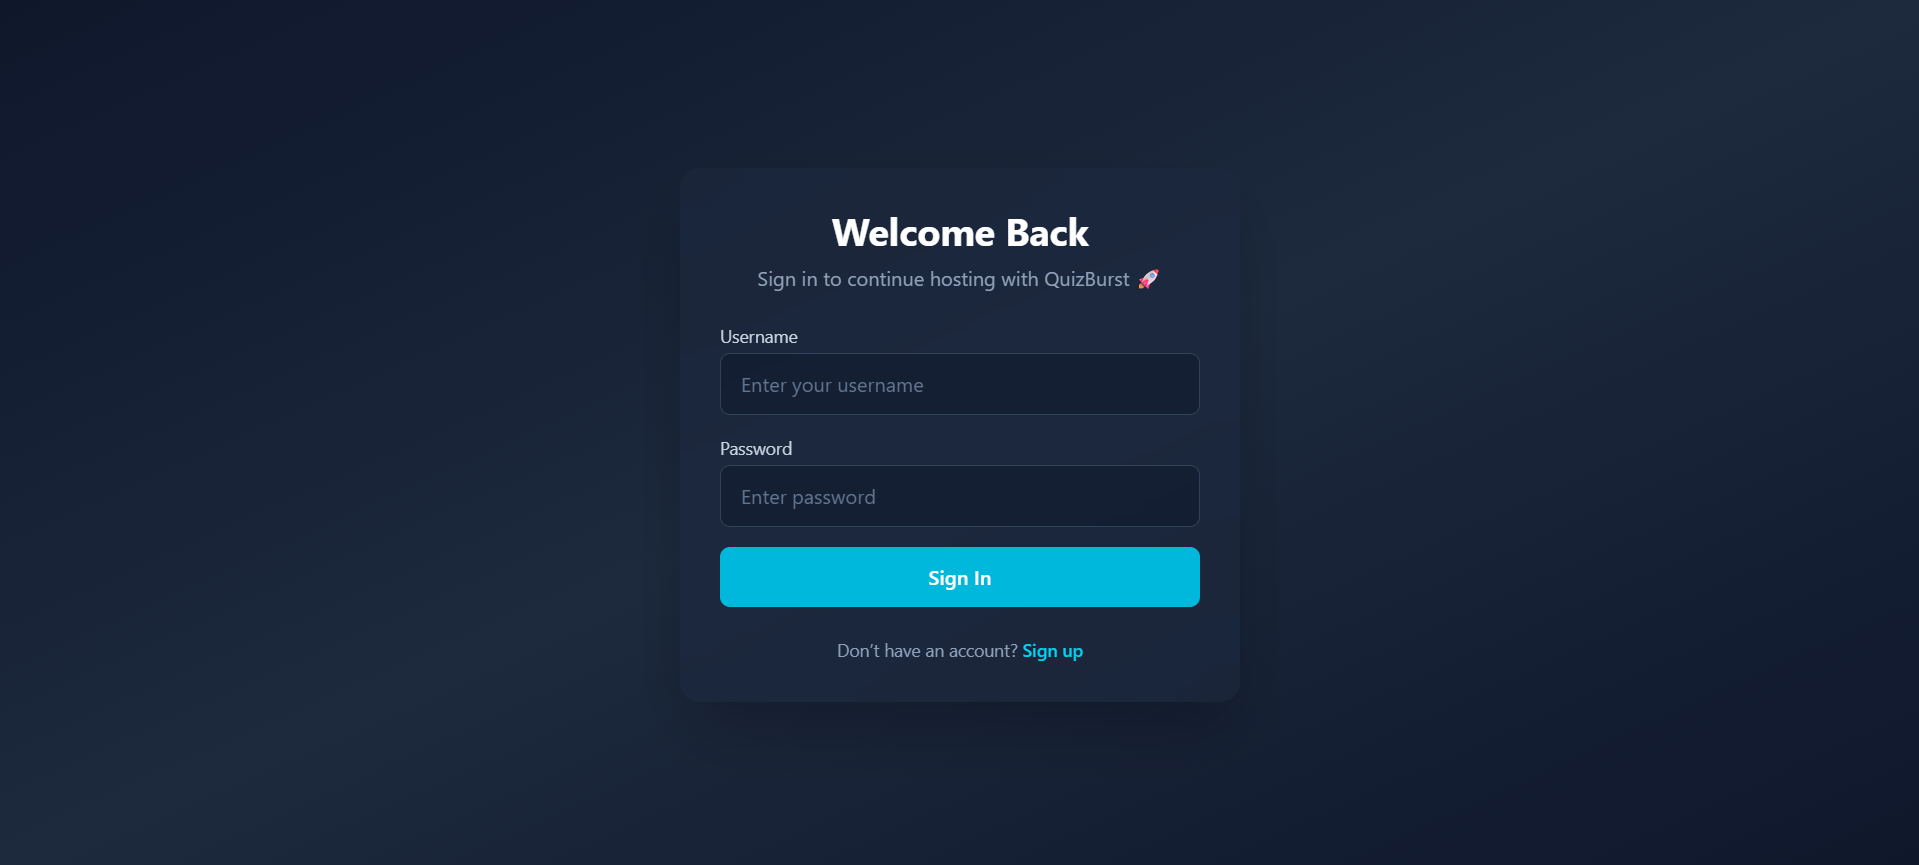 Welcome Back
Sign in to continue hosting with QuizBurst 🚀
Username
Enter your username
Password
Enter password
Sign In
Don’t have an account? Sign up